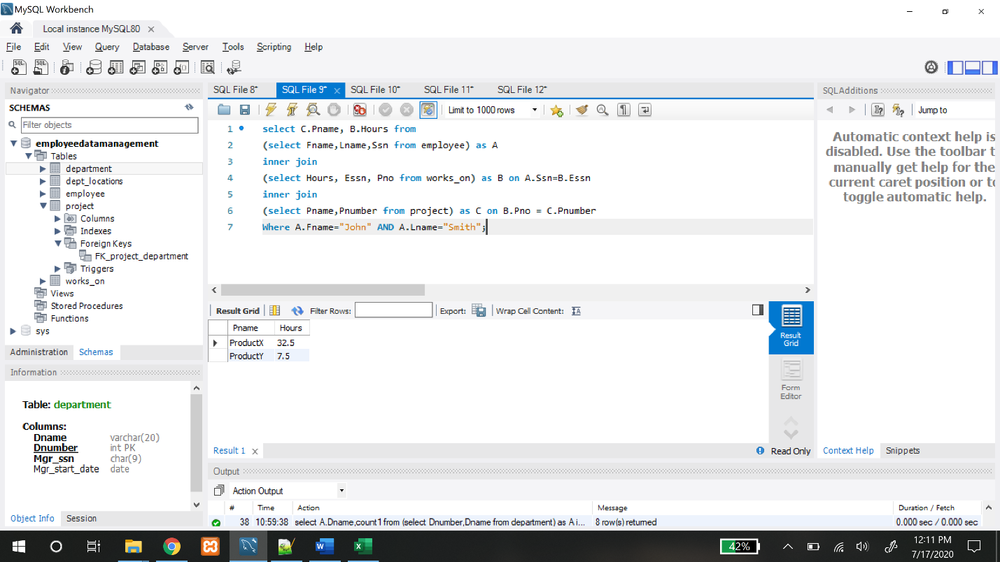 MySQL Workbench
Local instance MySQL80
File Edit View Query Database Server Tools Scripting Help
Navigator
SCHEMAS
Filter objects
employeedatamanagement
Tables
department
dept_locations
employee
project
Columns
Indexes
Foreign Keys
FK_project_department
Triggers
works_on
Views
Stored Procedures
Functions
sys
Administration Schemas
Information
Table: department
Columns:
Dname varchar(20)
Dnumber int PK
Mgr_ssn char(9)
Mgr_start_date date
Object Info Session
SQL File 8* SQL File 9* SQL File 10* SQL File 11* SQL File 12*
Limit to 1000 rows
1 select C.Pname, B.Hours from
2 (select Fname,Lname,Ssn from employee) as A
3 inner join
4 (select Hours, Essn, Pno from works_on) as B on A.Ssn=B.Essn
5 inner join
6 (select Pname,Pnumber from project) as C on B.Pno = C.Pnumber
7 Where A.Fname="John" AND A.Lname="Smith";
Result Grid Filter Rows: Export: Wrap Cell Content:
Pname Hours
ProductX 32.5
ProductY 7.5
Result
Grid
Form
Editor
Result 1
Read Only
Output
Action Output
# Time Action Message Duration / Fetch
38 10:59:38 select A.Dname,count1 from (select Dnumber,Dname from department) as A i... 8 row(s) returned 0.000 sec / 0.000 sec
SQLAdditions
Jump to
Automatic context help is
disabled. Use the toolbar t
manually get help for the
current caret position or to
toggle automatic help.
Context Help Snippets
42%
12:11 PM
7/17/2020